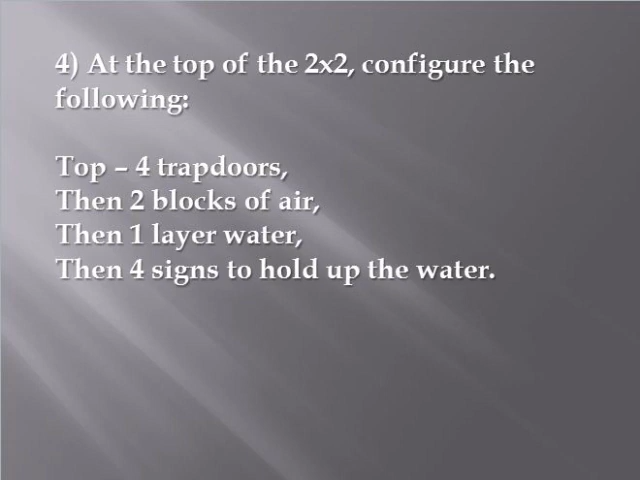 4) At the top of the 2x2, configure the
following:
Top – 4 trapdoors,
Then 2 blocks of air,
Then 1 layer water,
Then 4 signs to hold up the water.